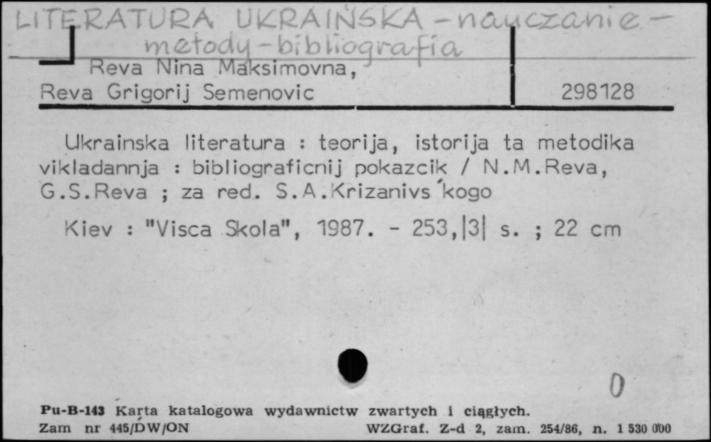 LITERATURA UKRAIŃSKA - nauczanie -
metody - bibliografia
Reva Nina Maksimovna,
Reva Grigorij Semenovic 298128
Ukrainska literatura : teorija, istorija ta metodika
vikladannja : bibliograficnij pokazcik / N.M.Reva,
G.S.Reva ; za red. S.A.Krizanivs'kogo
Kiev : "Visca Skola", 1987. - 253,|3| s. ; 22 cm
0
Pu-B-143 Karta katalogowa wydawnictw zwartych i ciągłych.
Zam nr 445/DW/ON WZGraf. Z-d 2, zam. 254/86, n. 1 530 000